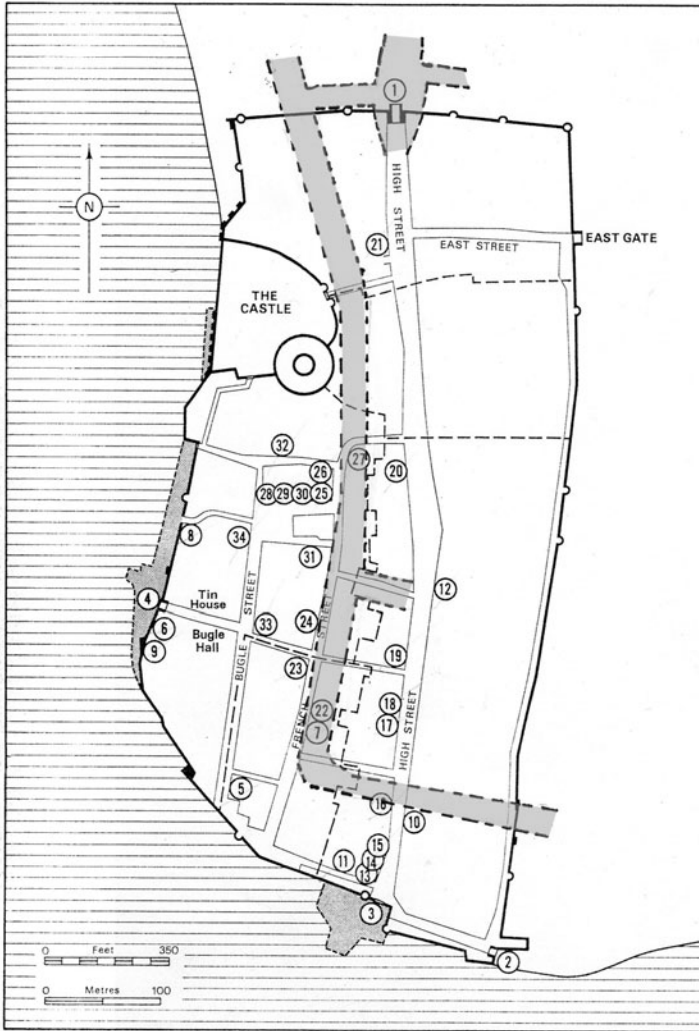 1
N
HIGH STREET
21
EAST STREET
EAST GATE
THE CASTLE
32
26
27
20
28 29 30 25
8
34
31
12
4
Tin House
STREET
24
STREET
6
33
Bugle Hall
9
BUGLE
23
19
22
18
7
17
FRENCH
HIGH STREET
5
16
10
15
11
14
13
3
2
0 Feet 350
0 Metres 100